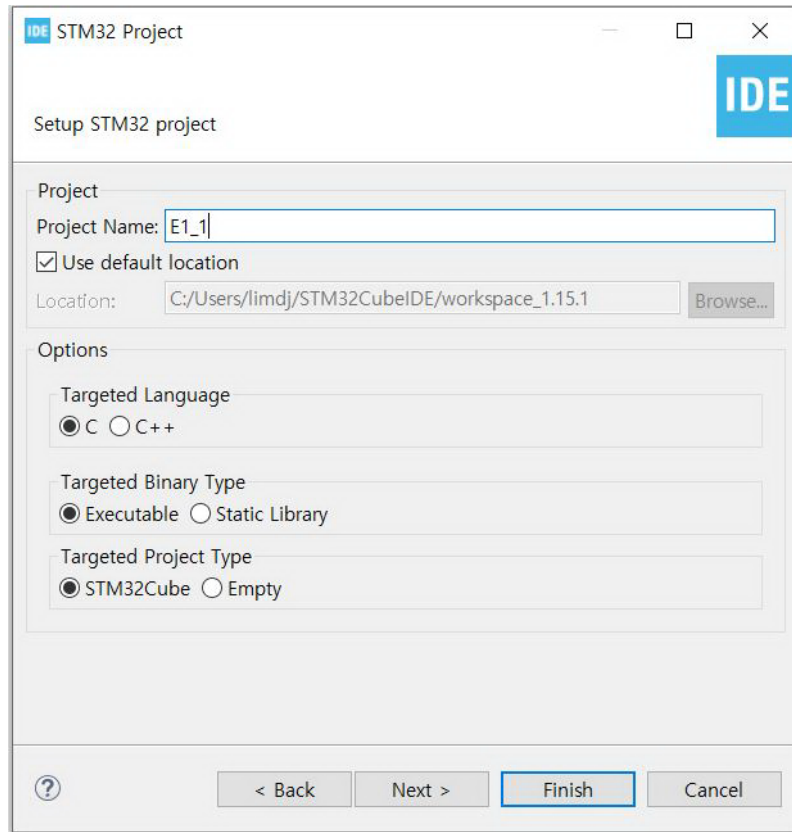 IDE STM32 Project
IDE
Setup STM32 project
Project
Project Name: E1_1
Use default location
Location: C:/Users/limdj/STM32CubeIDE/workspace_1.15.1 Browse...
Options
Targeted Language
C C++
Targeted Binary Type
Executable Static Library
Targeted Project Type
STM32Cube Empty
? < Back Next > Finish Cancel